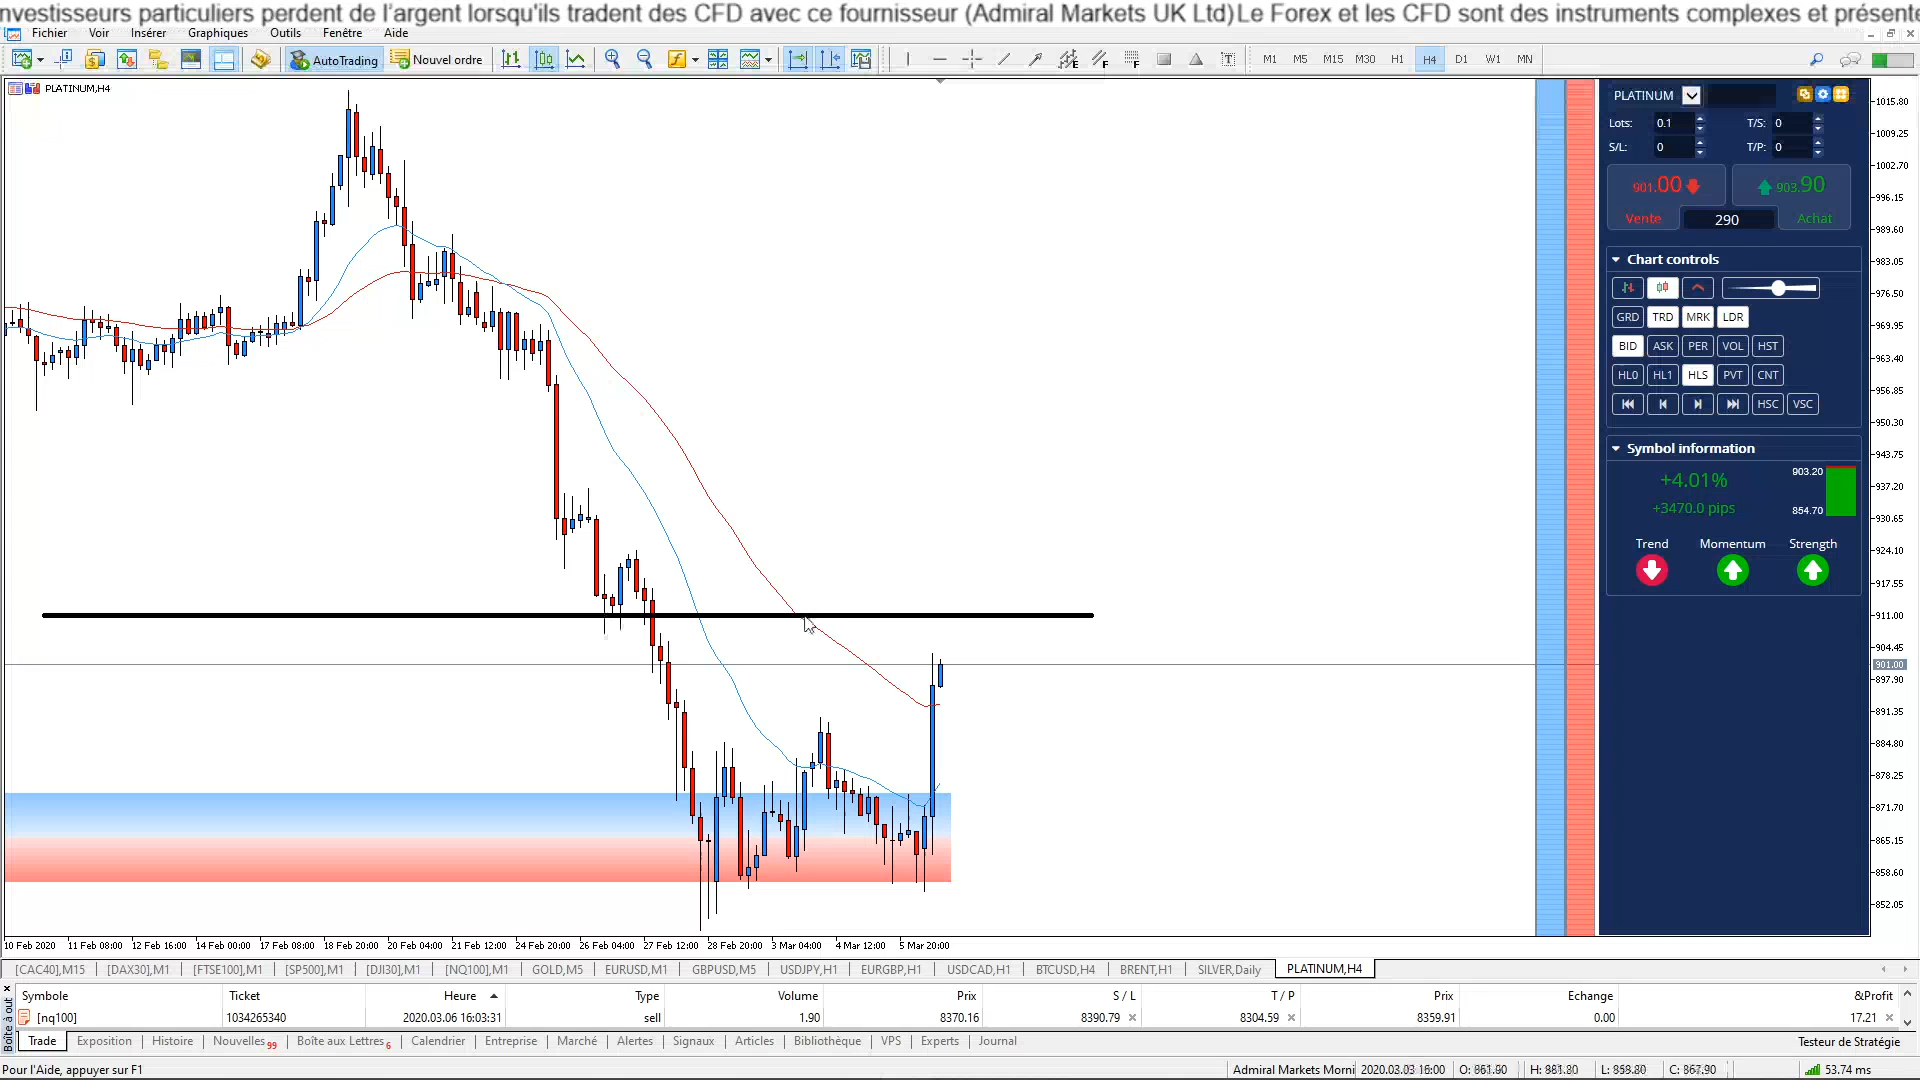 nvestisseurs particuliers perdent de l’argent lorsqu'ils tradent des CFD avec ce fournisseur (Admiral Markets UK Ltd)Le Forex et les CFD sont des instruments complexes et présente
Fichier Voir Insérer Graphiques Outils Fenêtre Aide
AutoTrading Nouvel ordre M1 M5 M15 M30 H1 H4 D1 W1 MN
PLATINUM,H4
PLATINUM
Lots: 0.1 T/S: 0
S/L: 0 T/P: 0
901.00 903.90
Vente 290 Achat
Chart controls
GRD TRD MRK LDR
BID ASK PER VOL HST
HL0 HL1 HLS PVT CNT
HSC VSC
Symbol information
+4.01% 903.20
+3470.0 pips 854.70
Trend Momentum Strength
1015.80
1009.25
1002.70
996.15
989.60
983.05
976.50
969.95
963.40
956.85
950.30
943.75
937.20
930.65
924.10
917.55
911.00
904.45
901.00
897.90
891.35
884.80
878.25
871.70
865.15
858.60
852.05
10 Feb 2020 11 Feb 08:00 12 Feb 16:00 14 Feb 00:00 17 Feb 08:00 18 Feb 20:00 20 Feb 04:00 21 Feb 12:00 24 Feb 20:00 26 Feb 04:00 27 Feb 12:00 28 Feb 20:00 3 Mar 04:00 4 Mar 12:00 5 Mar 20:00
[CAC40],M15 [DAX30],M1 [FTSE100],M1 [SP500],M1 [DJI30],M1 [NQ100],M1 GOLD,M5 EURUSD,M1 GBPUSD,M5 USDJPY,H1 EURGBP,H1 USDCAD,H1 BTCUSD,H4 BRENT,H1 SILVER,Daily PLATINUM,H4
Symbole Ticket Heure Type Volume Prix S / L T / P Prix Echange &Profit
[nq100] 1034265340 2020.03.06 16:03:31 sell 1.90 8370.16 8390.79 8304.59 8359.91 0.00 17.21
Boîte à out
Trade Exposition Historique Nouvelles 99 Boîte aux Lettres 6 Calendrier Entreprise Marché Alertes Signaux Articles Bibliothèque VPS Experts Journal Testeur de Stratégie
Pour l'Aide, appuyer sur F1 Admiral Markets Morni 2020.03.03 16:00 O: 861.00 H: 881.80 L: 859.80 C: 867.90 53.74 ms